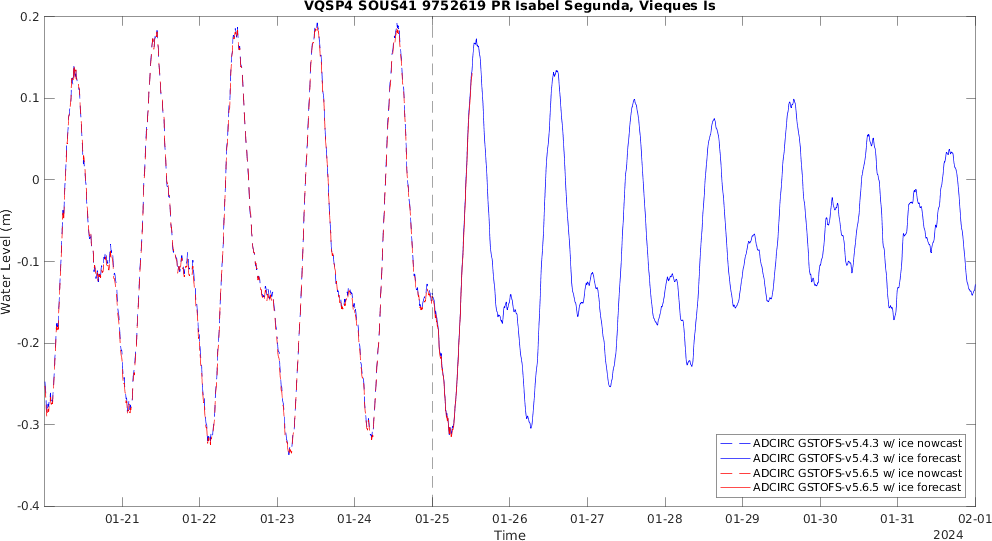 VQSP4 SOUS41 9752619 PR Isabel Segunda, Vieques Is
0.2
0.1
0
-0.1
-0.2
-0.3
-0.4
Water Level (m)
01-21 01-22 01-23 01-24 01-25 01-26 01-27 01-28 01-29 01-30 01-31 02-01
Time
2024
ADCIRC GSTOFS-v5.4.3 w/ice nowcast
ADCIRC GSTOFS-v5.4.3 w/ice forecast
ADCIRC GSTOFS-v5.6.5 w/ice nowcast
ADCIRC GSTOFS-v5.6.5 w/ice forecast